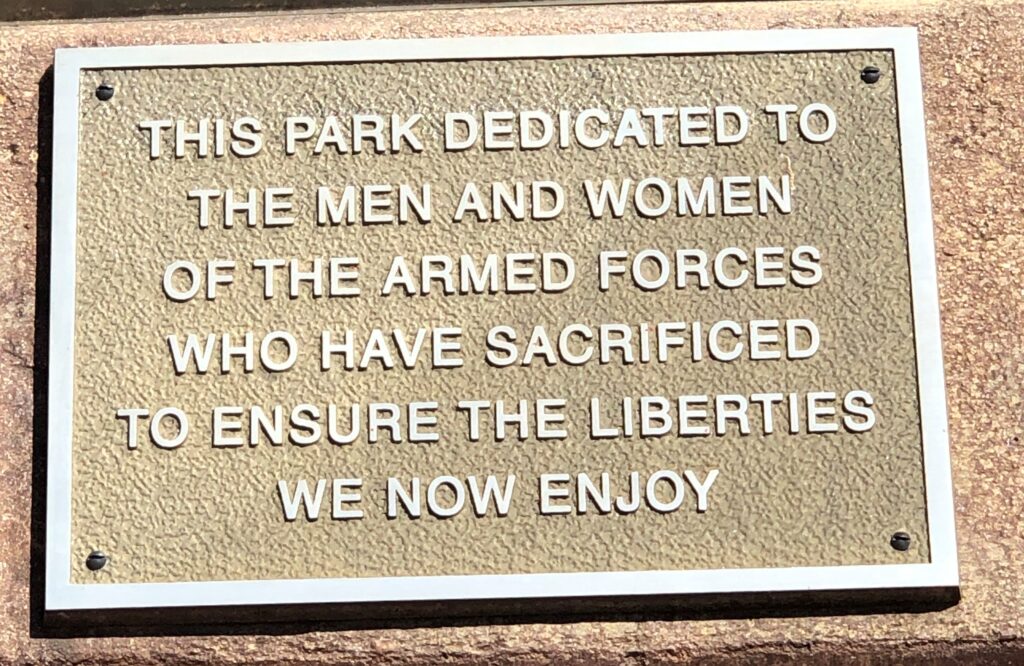 THIS PARK DEDICATED TO
THE MEN AND WOMEN
OF THE ARMED FORCES
WHO HAVE SACRIFICED
TO ENSURE THE LIBERTIES
WE NOW ENJOY